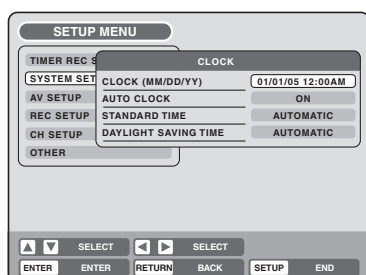 SETUP MENU
TIMER REC S
SYSTEM SET
AV SETUP
REC SETUP
CH SETUP
OTHER
CLOCK
CLOCK (MM/DD/YY) 01/01/05 12:00AM
AUTO CLOCK ON
STANDARD TIME AUTOMATIC
DAYLIGHT SAVING TIME AUTOMATIC
SELECT SELECT
ENTER ENTER RETURN BACK SETUP END